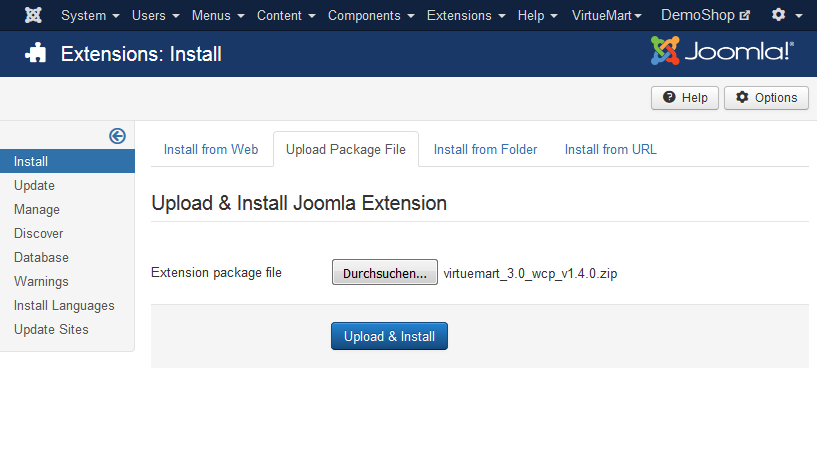 System Users Menus Content Components Extensions Help VirtueMart DemoShop
Extensions: Install Joomla!®
Help Options
Install from Web Upload Package File Install from Folder Install from URL
Install
Update
Manage
Discover
Database
Warnings
Install Languages
Update Sites
Upload & Install Joomla Extension
Extension package file Durchsuchen... virtuemart_3.0_wcp_v1.4.0.zip
Upload & Install